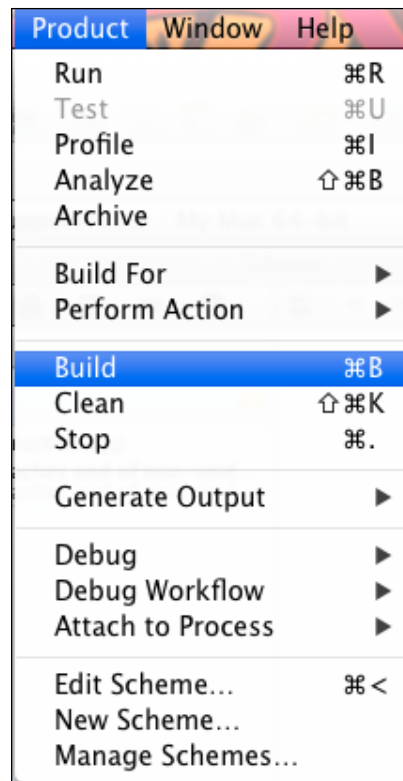 Product Window Help
Run ⌘R
Test ⌘U
Profile ⌘I
Analyze ⇧⌘B
Archive
Build For ▶
Perform Action ▶
Build ⌘B
Clean ⇧⌘K
Stop ⌘.
Generate Output ▶
Debug ▶
Debug Workflow ▶
Attach to Process ▶
Edit Scheme... ⌘<
New Scheme...
Manage Schemes...